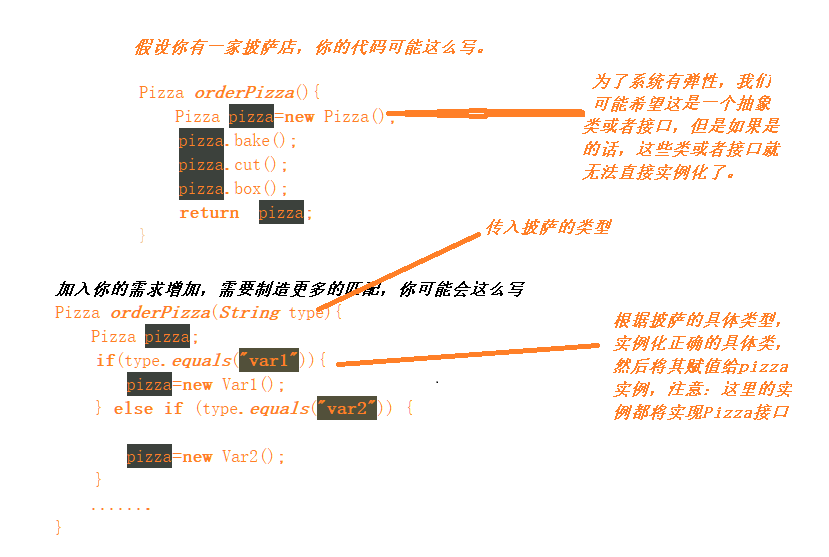 假设你有一家披萨店，你的代码可能这么写。
Pizza orderPizza(){
Pizza pizza=new Pizza();
pizza.bake();
pizza.cut();
pizza.box();
return pizza;
}
为了系统有弹性，我们
可能希望这是一个抽象
类或者接口，但是如果是
的话，这些类或者接口就
无法直接实例化了。
传入披萨的类型
加入你的需求增加，需要制造更多的匹配，你可能会这么写
Pizza orderPizza(String type){
Pizza pizza;
if(type.equals("var1")){
pizza=new Var1();
} else if (type.equals("var2")) {
pizza=new Var2();
}
.......
}
根据披萨的具体类型，
实例化正确的具体类，
然后将其赋值给pizza
实例，注意：这里的实
例都将实现Pizza接口